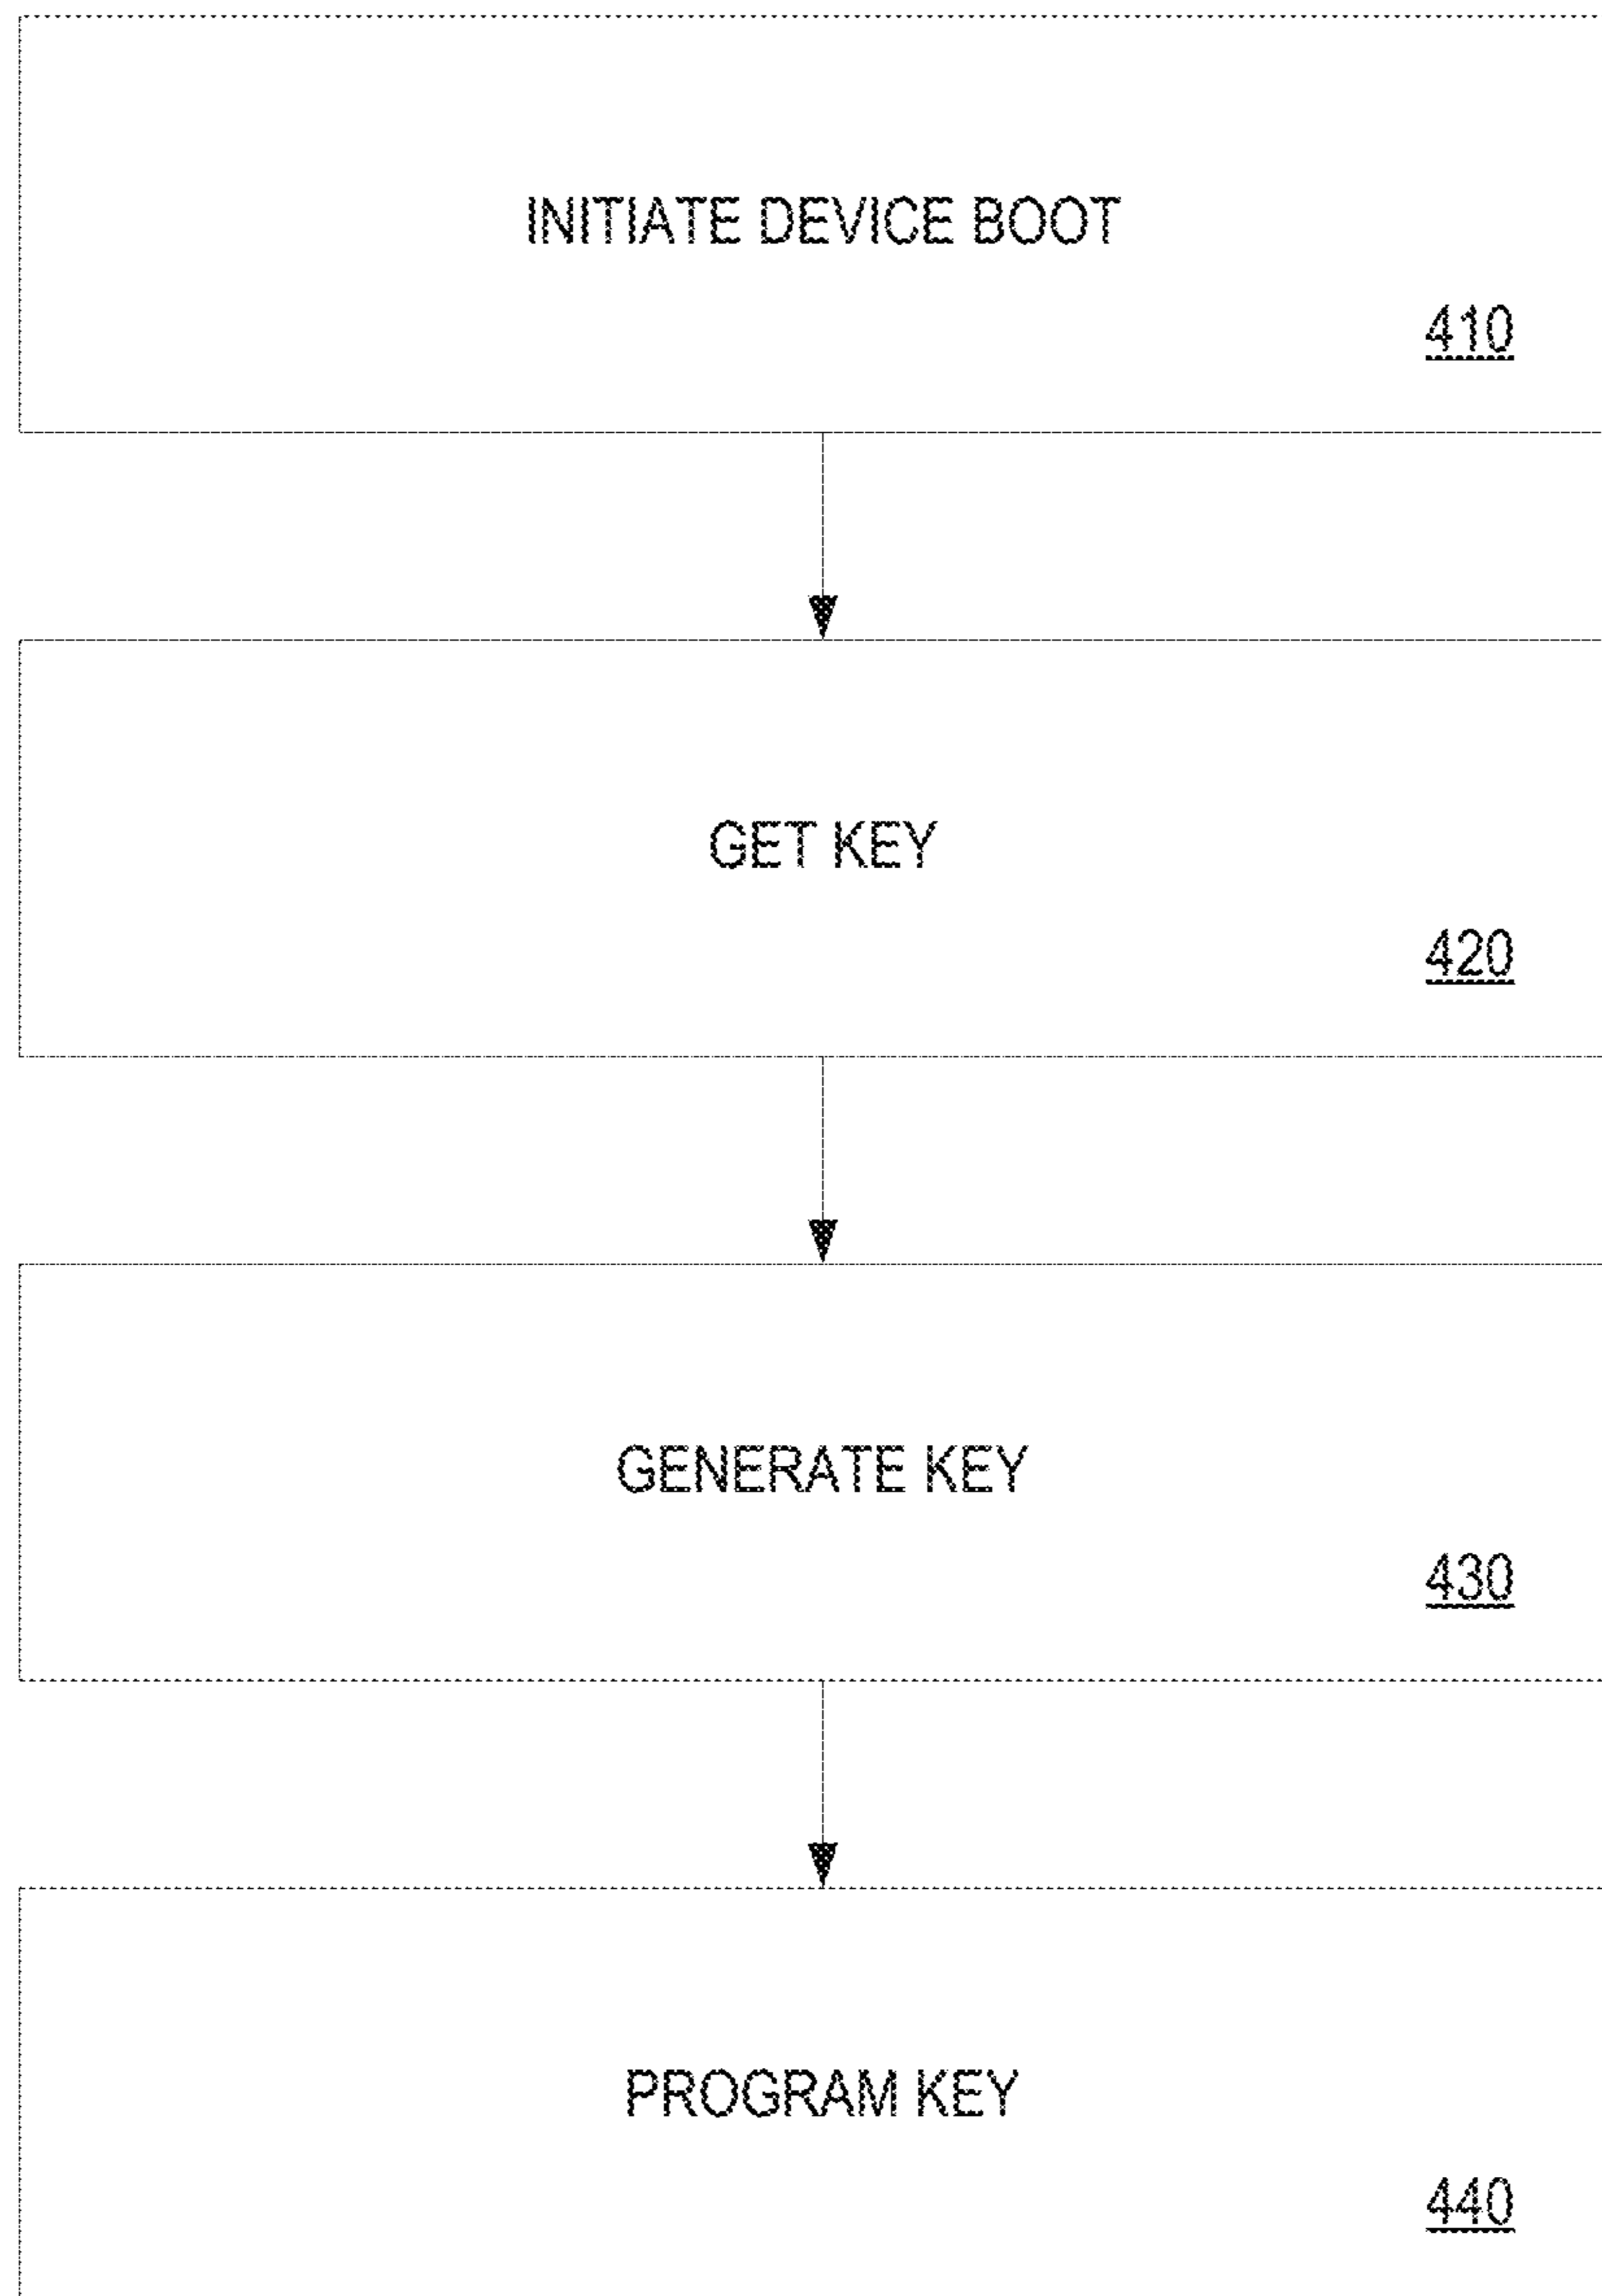 INITIATE DEVICE BOOT
410
GET KEY
420
GENERATE KEY
430
PROGRAM KEY
440